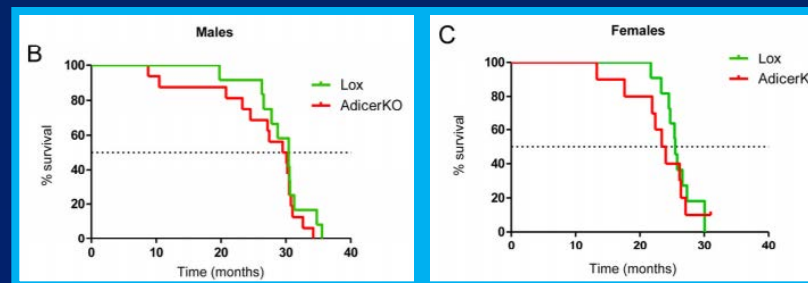 B
Males
100
80
60
40
20
0
% survival
Lox
AdicerKO
0 10 20 30 40
Time (months)
C
Females
100
80
60
40
20
0
% survival
Lox
AdicerK
0 10 20 30 40
Time (months)